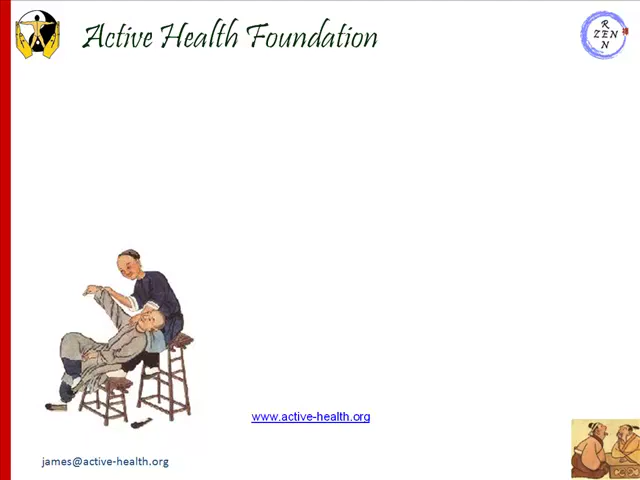 Active Health Foundation
R
ZEN
N
www.active-health.org
james@active-health.org